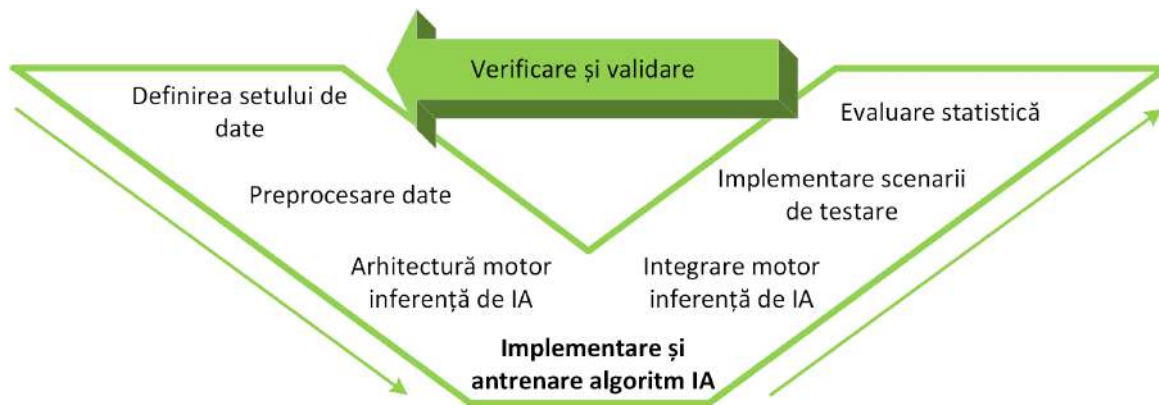 Verificare și validare
Definirea setului de
date
Preprocesare date
Arhitectură motor
inferență de IA
Implementare și
antrenare algoritm IA
Integrare motor
inferență de IA
Implementare scenarii
de testare
Evaluare statistică